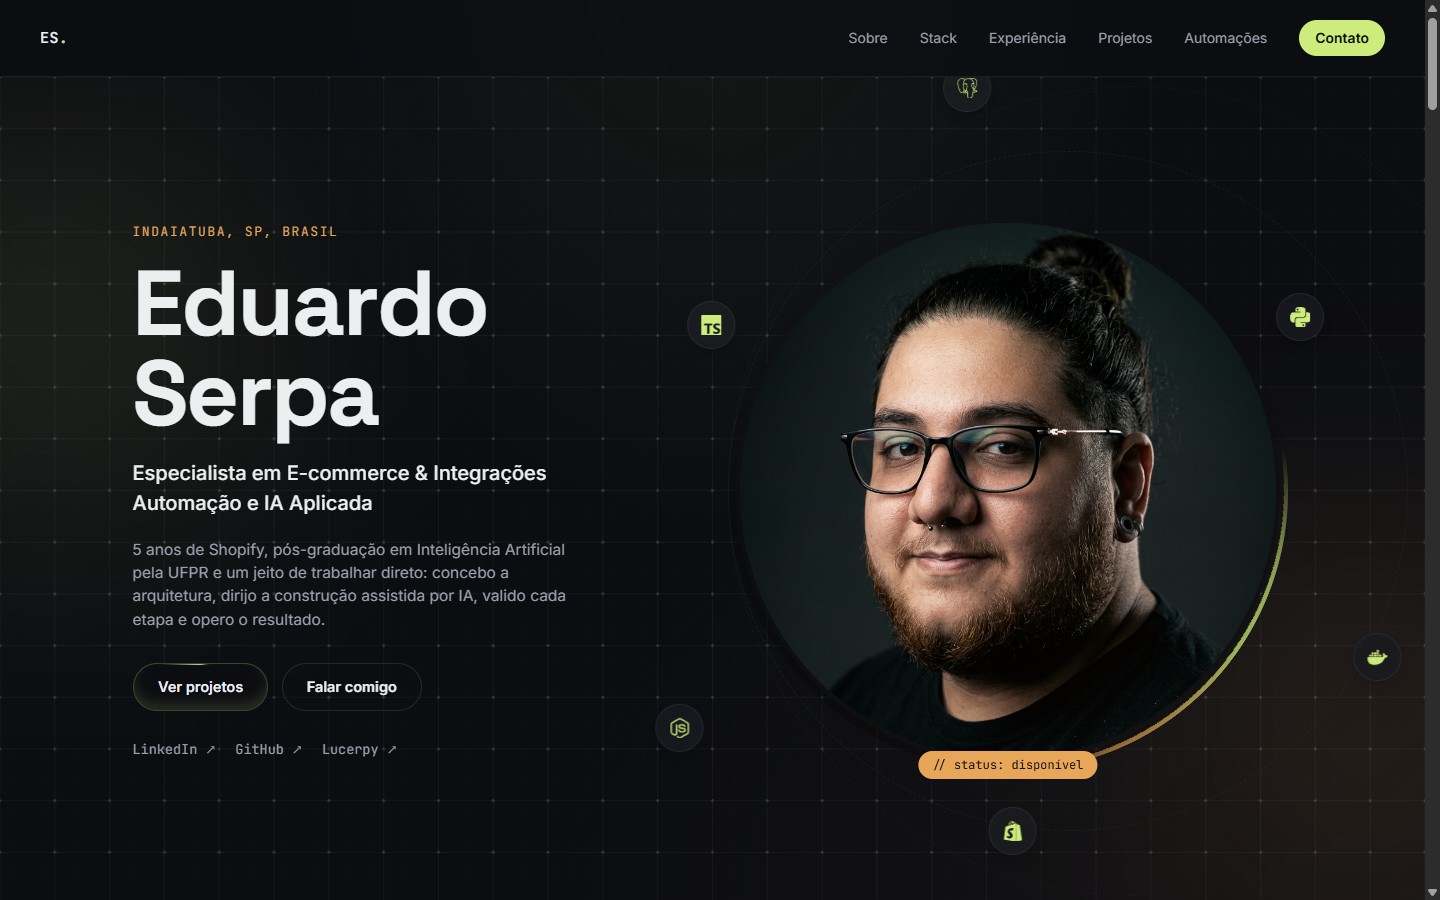 ES.
Sobre
Stack
Experiência
Projetos
Automações
Contato
INDAIATUBA, SP, BRASIL
Eduardo
Serpa
Especialista em E-commerce & Integrações
Automação e IA Aplicada
5 anos de Shopify, pós-graduação em Inteligência Artificial
pela UFPR e um jeito de trabalhar direto: concebo a
arquitetura, dirijo a construção assistida por IA, valido cada
etapa e opero o resultado.
Ver projetos
Falar comigo
LinkedIn ↗
GitHub ↗
Lucerpy ↗
TS
JS
// status: disponível
S